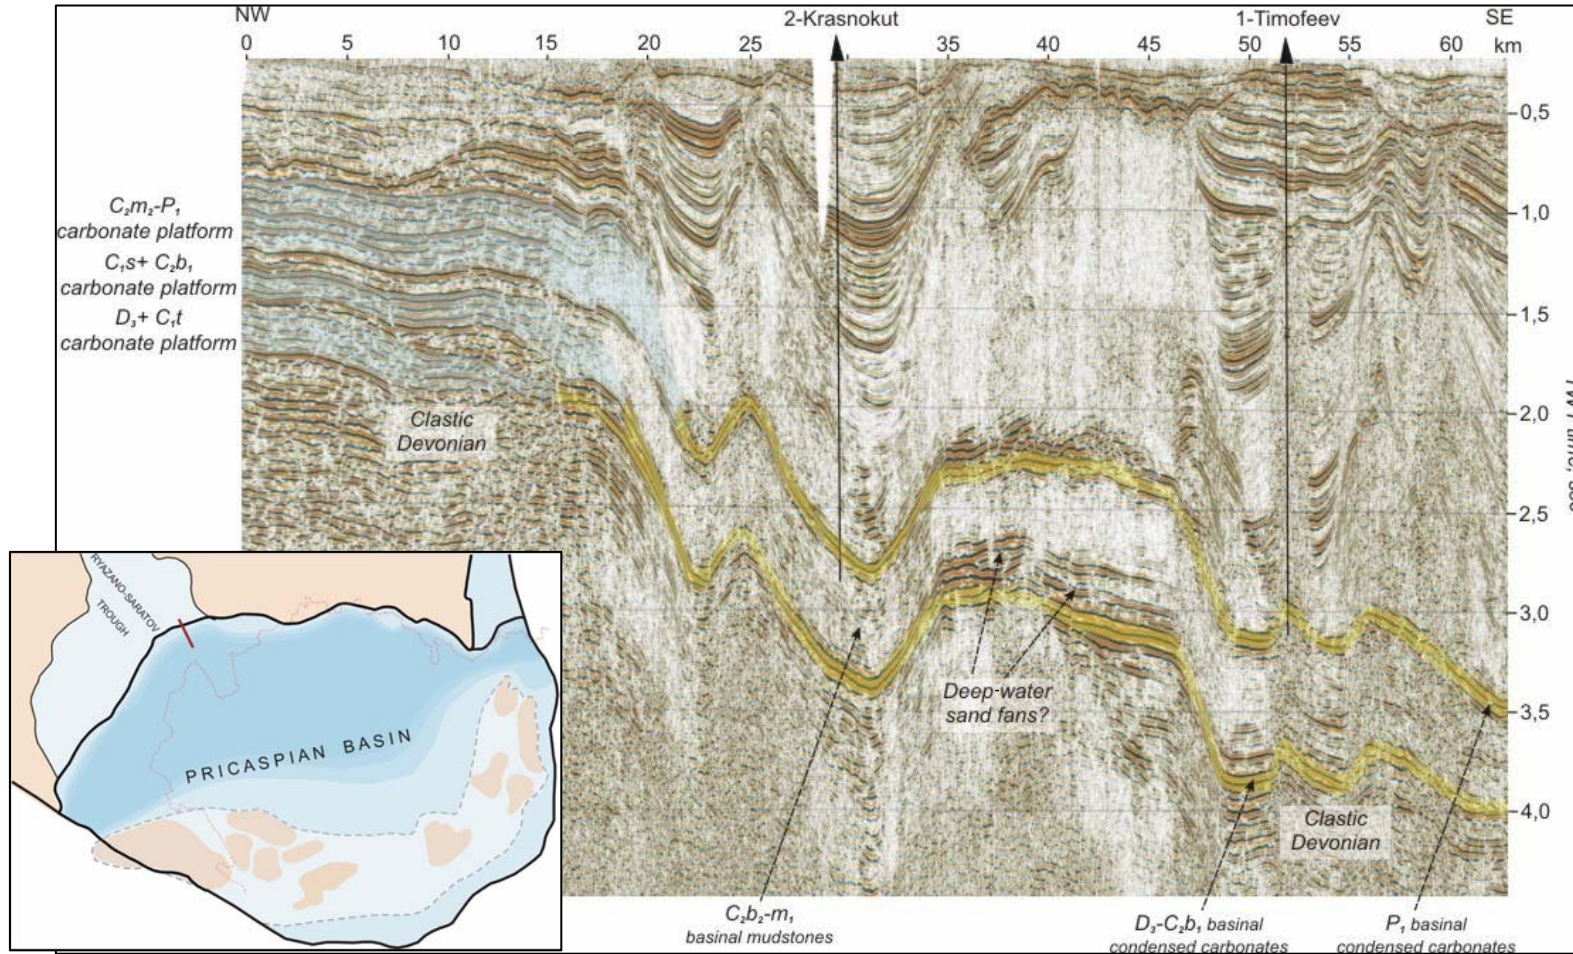 NW
2-Krasnokut
1-Timofeev
SE
0 5 10 15 20 25 35 40 45 50 55 60 km
0,5
1,0
1,5
2,0
2,5
3,0
3,5
4,0
C₂m₂-P₁
carbonate platform
C₁s+ C₂b₁
carbonate platform
D₃+ C₁t
carbonate platform
Clastic
Devonian
Deep-water
sand fans?
Clastic
Devonian
RYAZANO-SARATOV
TROUGH
PRICASPIAN BASIN
C₂b₂-m₁
basinal mudstones
D₃-C₂b₁ basinal
condensed carbonates
P₁ basinal
condensed carbonates